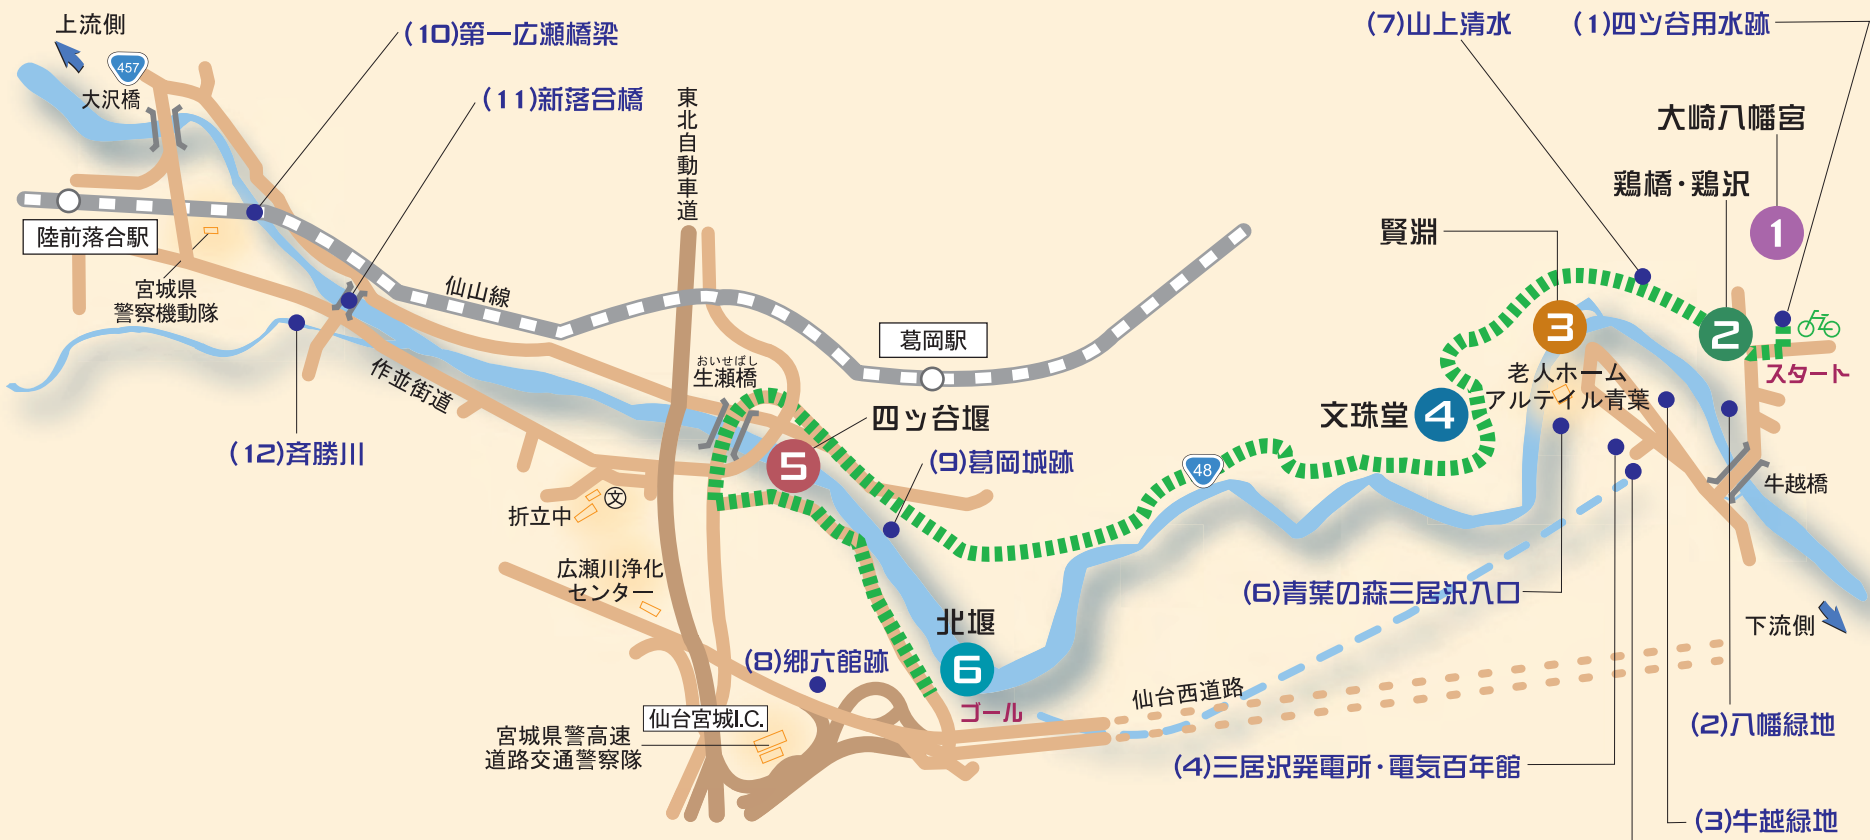 上流側
457
大沢橋
(10)第一広瀬橋梁
(11)新落合橋
東北自動車道
(7)山上清水
(1)四ツ谷用水跡
大崎八幡宮
鶏橋・鶏沢
1
賢淵
陸前落合駅
宮城県
警察機動隊
仙山線
葛岡駅
3
2
スタート
作並街道
おいせばし
生瀬橋
老人ホーム
アルテイル青葉
文珠堂
4
四ッ谷堰
(12)斉勝川
5
(9)葛岡城跡
48
牛越橋
折立中
文
広瀬川浄化
センター
(6)青葉の森三居沢入口
下流側
北堰
6
ゴール
(8)郷六館跡
仙台西道路
仙台宮城I.C.
宮城県警高速
道路交通警察隊
(2)八幡緑地
(4)三居沢発電所・電気百年館
(3)牛越緑地